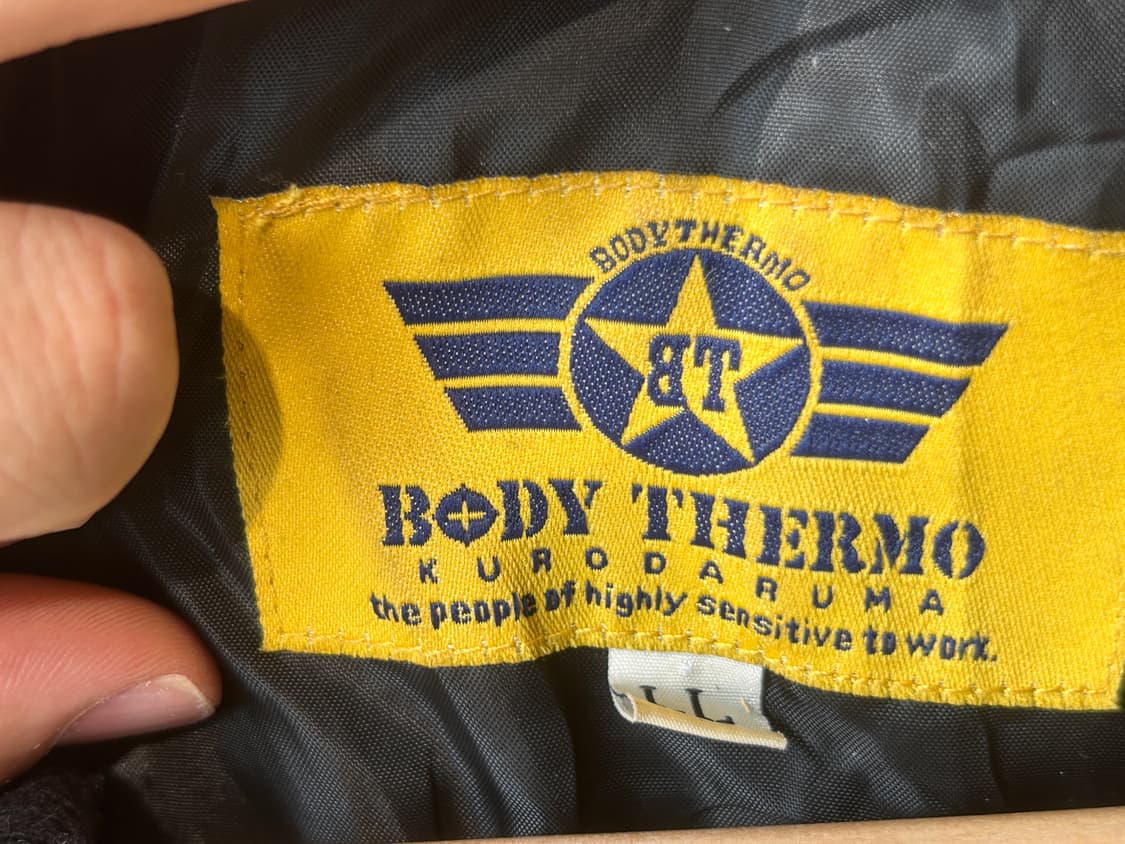 BODYTHERMO
BT
BODY THERMO
KURODARUMA
the people of highly sensitive to work.
LL